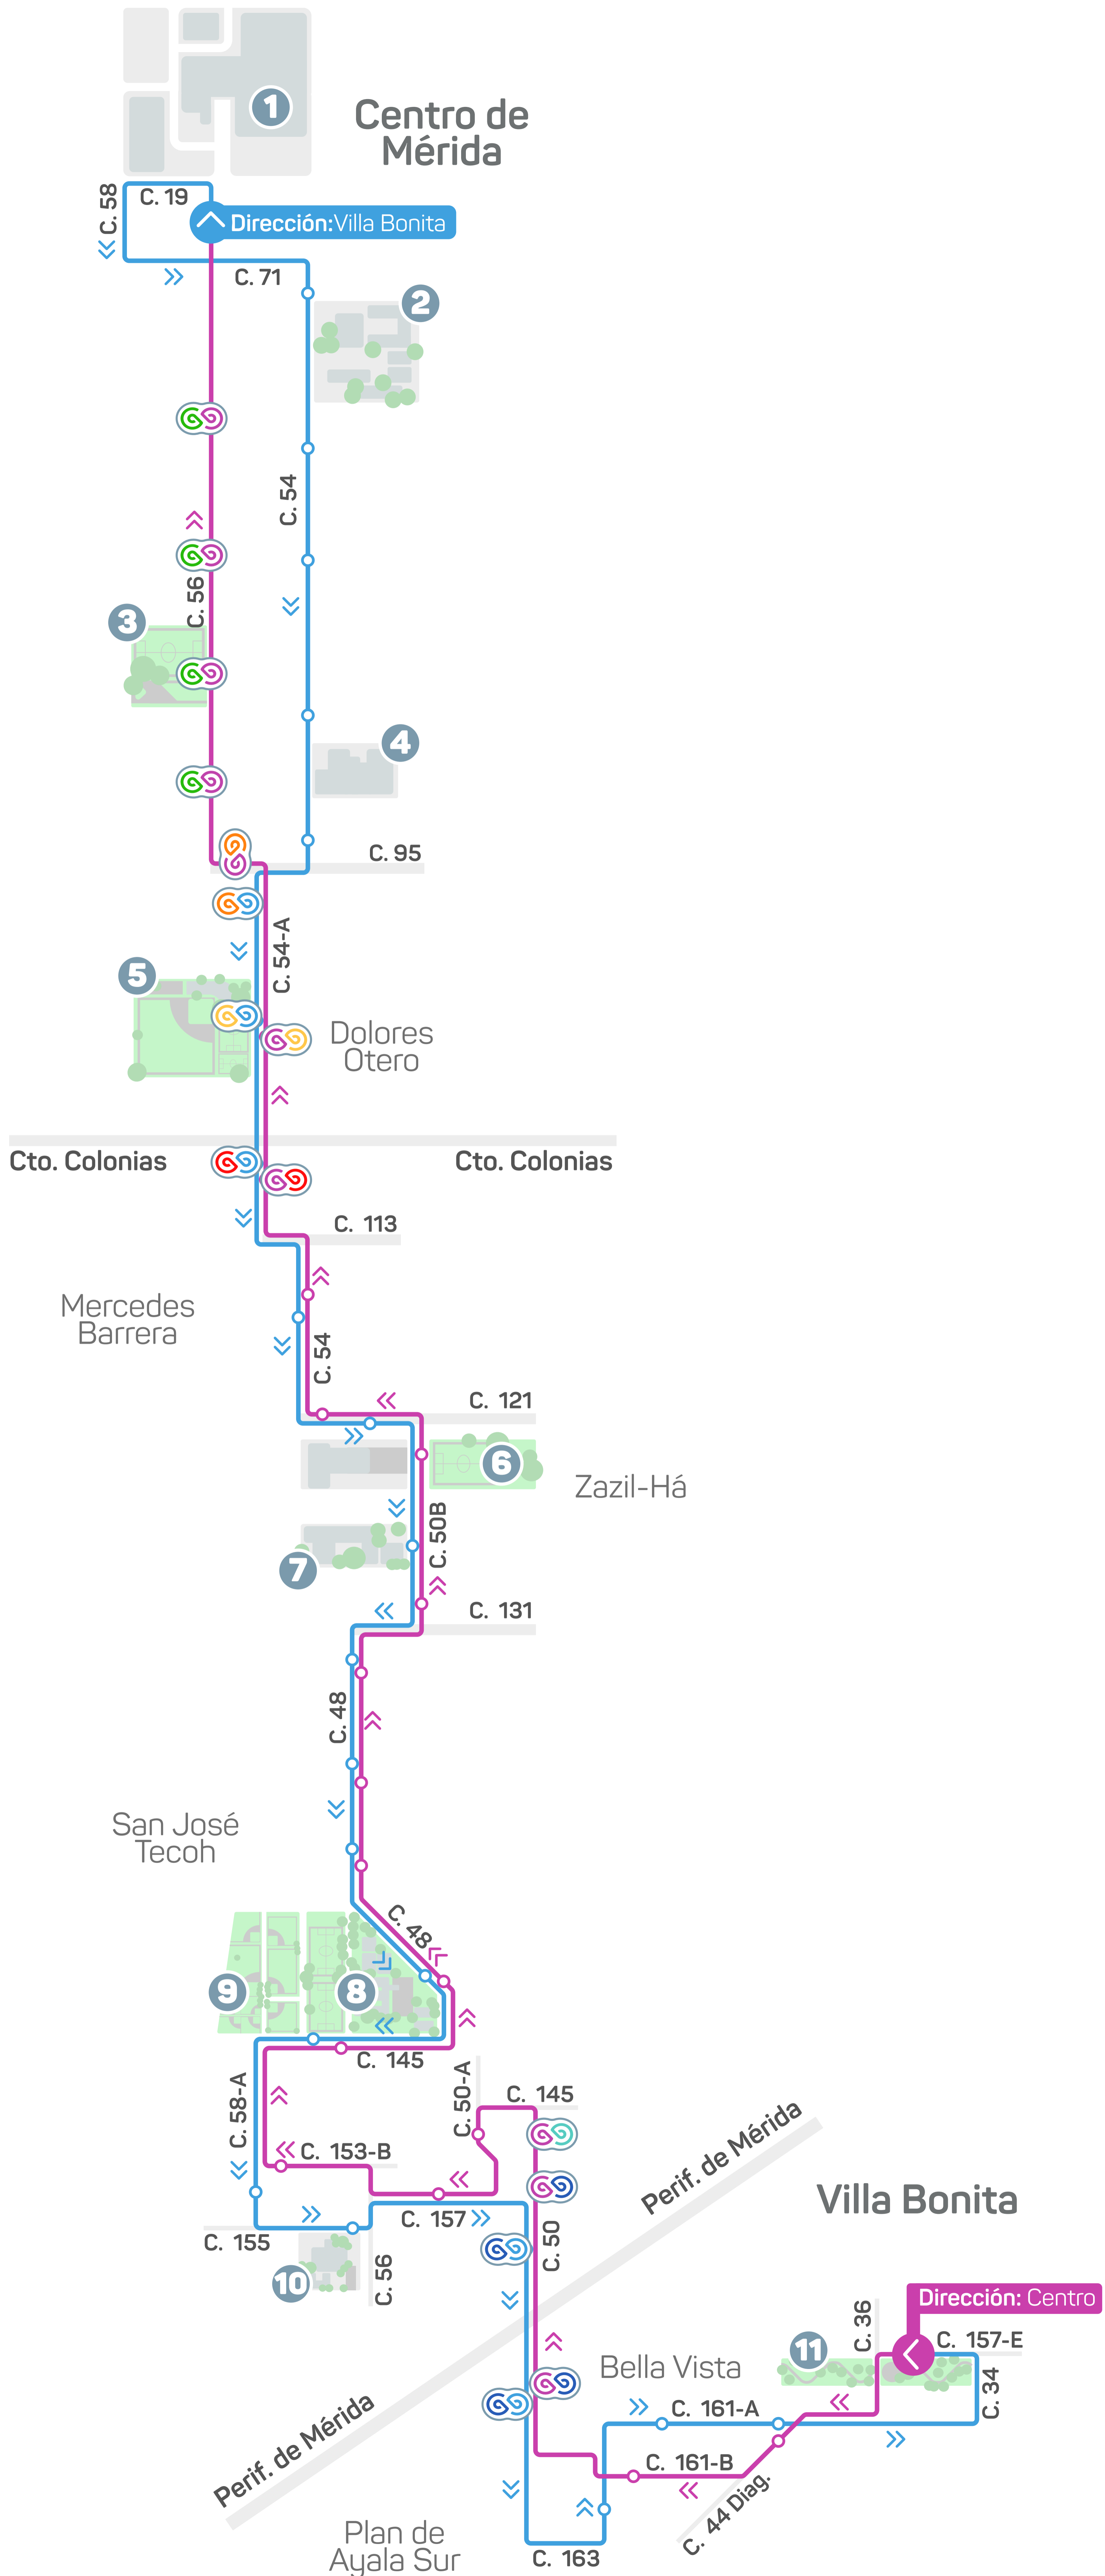 1
Centro de
Mérida
C. 58
C. 19
Dirección:Villa Bonita
C. 71
2
C. 54
C. 56
3
4
C. 95
C. 54-A
5
Dolores
Otero
Cto. Colonias
Cto. Colonias
C. 113
Mercedes
Barrera
C. 54
C. 121
6
Zazil-Há
C. 50B
7
C. 131
C. 48
San José
Tecoh
C. 48
9
8
C. 145
C. 58-A
C. 50-A
C. 145
C. 153-B
Perif. de Mérida
Villa Bonita
C. 157
C. 155
C. 50
C. 56
10
Dirección: Centro
C. 36
C. 157-E
11
Bella Vista
C. 34
C. 161-A
Perif. de Mérida
C. 161-B
C. 44 Diag.
Plan de
Ayala Sur
C. 163